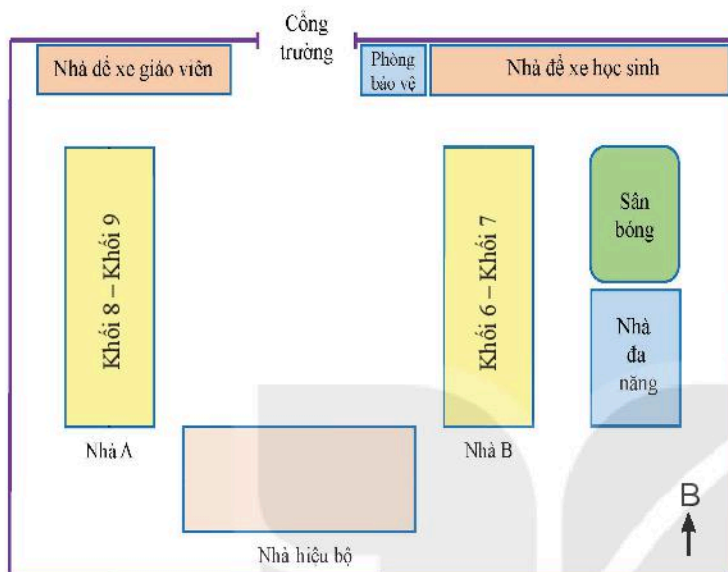 Cổng
trường
Nhà để xe giáo viên
Phòng
bảo vệ
Nhà để xe học sinh
Khối 8 – Khối 9
Khối 6 – Khối 7
Sân
bóng
Nhà
đa
năng
Nhà A
Nhà B
Nhà hiệu bộ
B